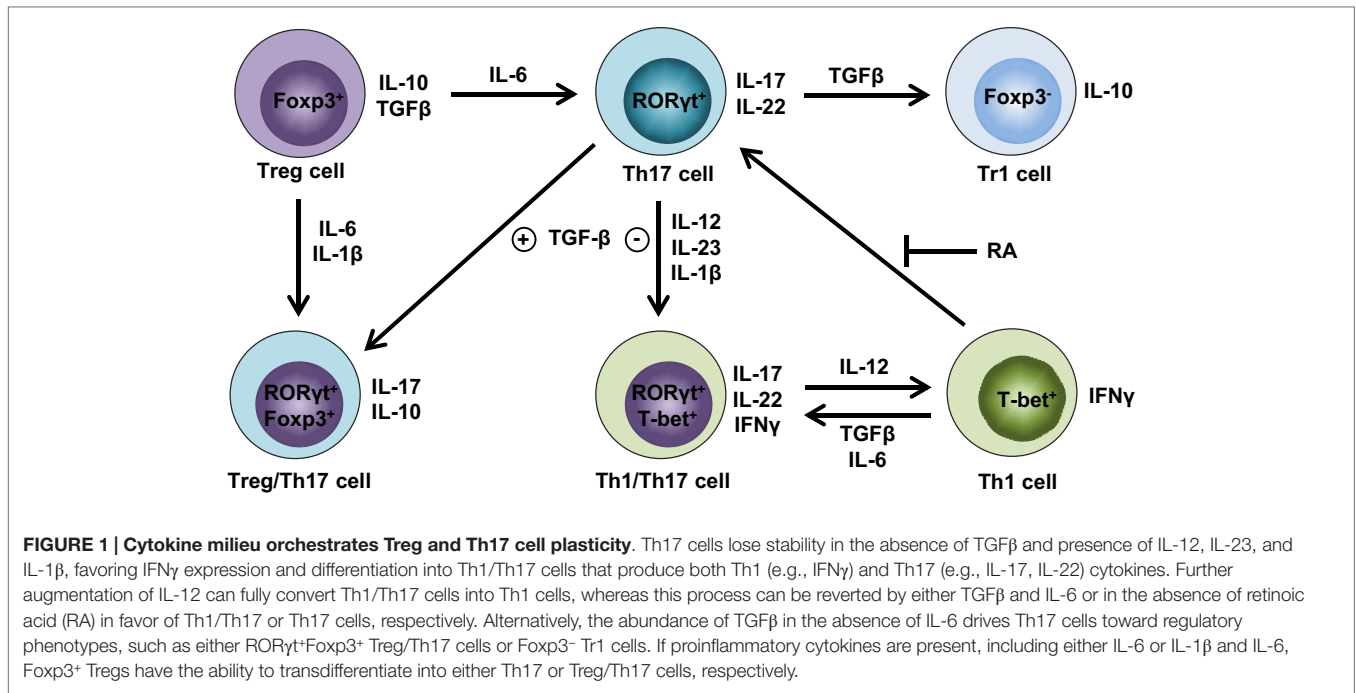 Foxp3⁺
IL-10
TGFβ
IL-6
RORγt⁺
IL-17
IL-22
TGFβ
Foxp3⁻
IL-10
Treg cell
Th17 cell
Tr1 cell
IL-6
IL-1β
+ TGF-β -
IL-12
IL-23
IL-1β
RA
RORγt⁺
Foxp3⁺
IL-17
IL-10
RORγt⁺
T-bet⁺
IL-17
IL-22
IFNγ
IL-12
TGFβ
IL-6
T-bet⁺
IFNγ
Treg/Th17 cell
Th1/Th17 cell
Th1 cell
FIGURE 1 | Cytokine milieu orchestrates Treg and Th17 cell plasticity. Th17 cells lose stability in the absence of TGFβ and presence of IL-12, IL-23, and
IL-1β, favoring IFNγ expression and differentiation into Th1/Th17 cells that produce both Th1 (e.g., IFNγ) and Th17 (e.g., IL-17, IL-22) cytokines. Further
augmentation of IL-12 can fully convert Th1/Th17 cells into Th1 cells, whereas this process can be reverted by either TGFβ and IL-6 or in the absence of retinoic
acid (RA) in favor of Th1/Th17 or Th17 cells, respectively. Alternatively, the abundance of TGFβ in the absence of IL-6 drives Th17 cells toward regulatory
phenotypes, such as either RORγt⁺Foxp3⁺ Treg/Th17 cells or Foxp3⁻ Tr1 cells. If proinflammatory cytokines are present, including either IL-6 or IL-1β and IL-6,
Foxp3⁺ Tregs have the ability to transdifferentiate into either Th17 or Treg/Th17 cells, respectively.